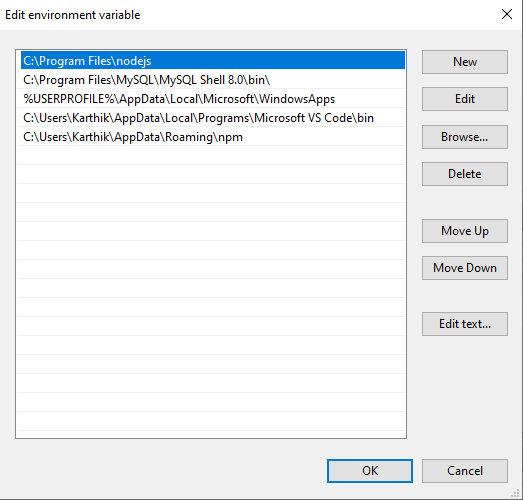 Edit environment variable
C:\Program Files\nodejs
C:\Program Files\MySQL\MySQL Shell 8.0\bin\
%USERPROFILE%\AppData\Local\Microsoft\WindowsApps
C:\Users\Karthik\AppData\Local\Programs\Microsoft VS Code\bin
C:\Users\Karthik\AppData\Roaming\npm
New
Edit
Browse...
Delete
Move Up
Move Down
Edit text...
OK
Cancel